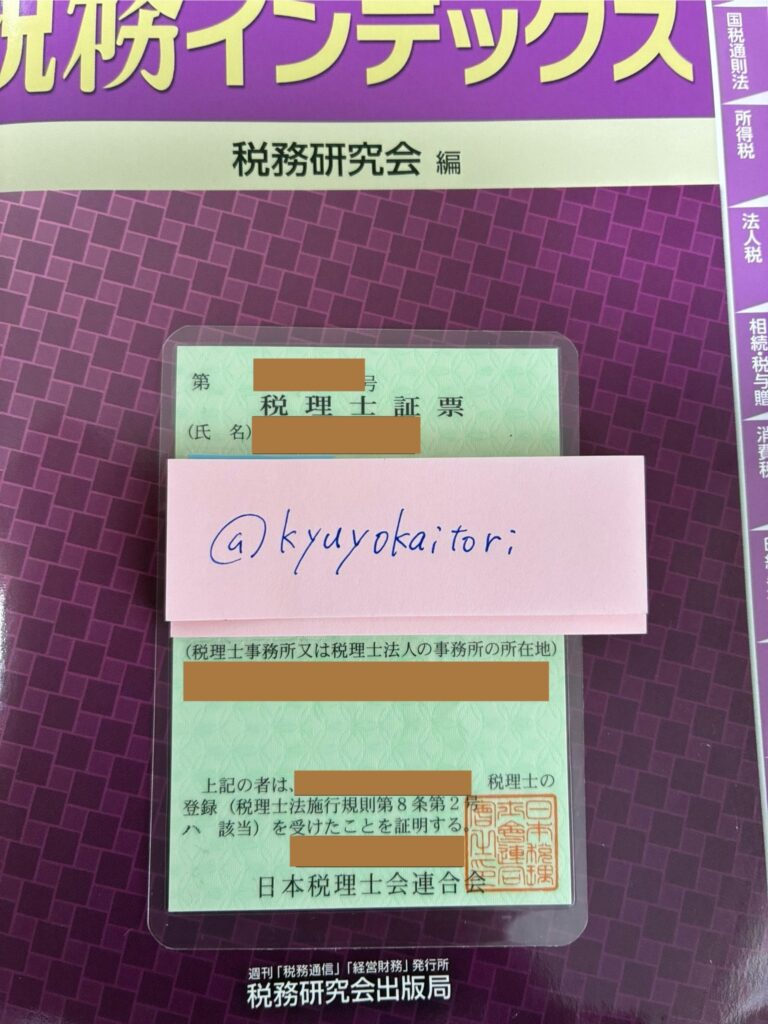 税務インデックス
税務研究会 編
国税通則法
所得税
法人税
相続税・贈与税
消費税
第 号
税理士証票
(氏 名)
@kyuyokaitori
(税理士事務所又は税理士法人の事務所の所在地)
上記の者は、 税理士の
登録(税理士法施行規則第8条第2号
ハ 該当)を受けたことを証明する。
日本税理士会連合会
週刊「税務通信」「経営財務」発行所
税務研究会出版局